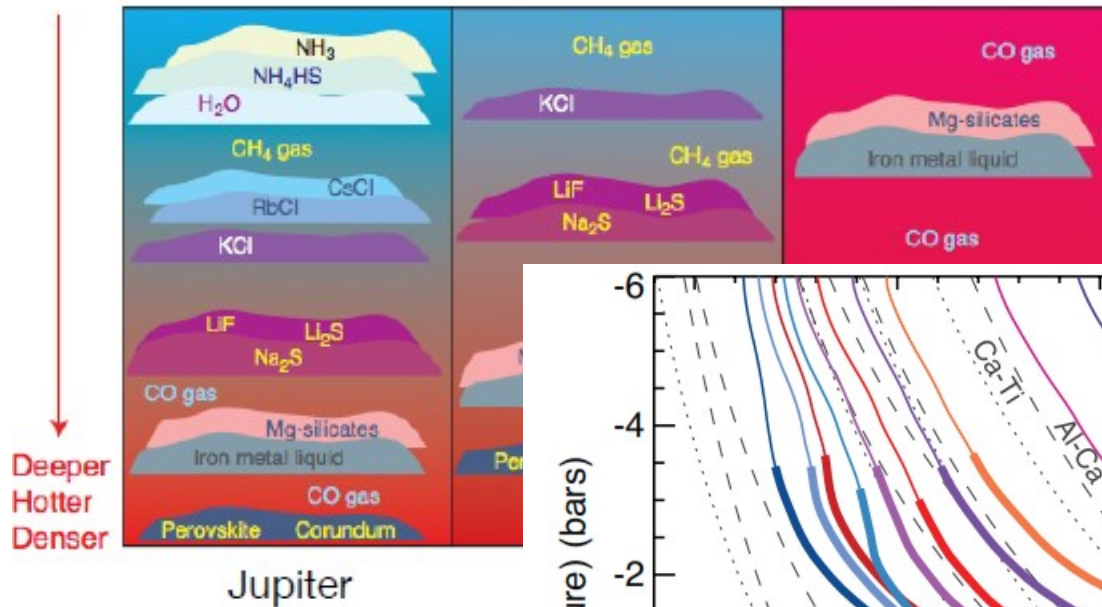 NH3
NH4HS
H2O
CH4 gas
CsCl
RbCl
KCl
LiF
Li2S
Na2S
CO gas
Mg-silicates
Iron metal liquid
CO gas
Perovskite Corundum
Jupiter
Deeper
Hotter
Denser
CH4 gas
KCl
CH4 gas
LiF
Li2S
Na2S
CO gas
Mg-silicates
Iron metal liquid
CO gas
-6
-4
-2
(bars)
Ca-Ti
Al-Ca